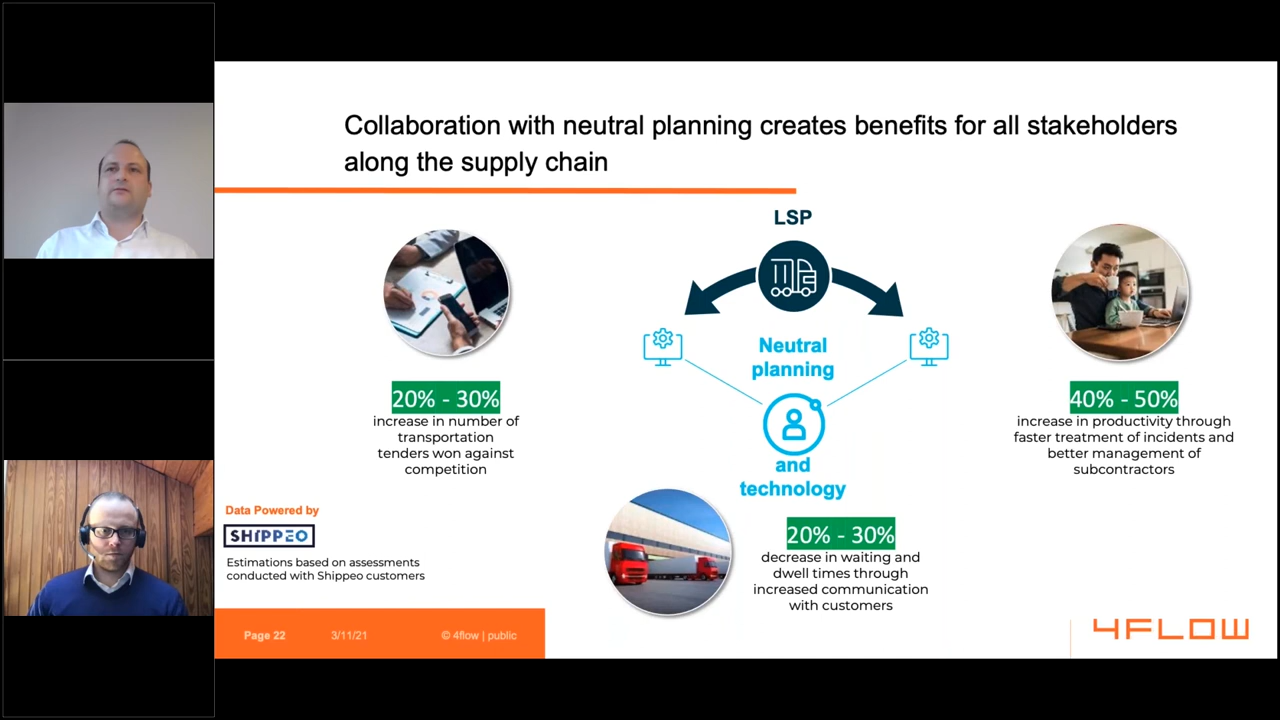 Collaboration with neutral planning creates benefits for all stakeholders
along the supply chain
LSP
Neutral
planning
and
technology
20% - 30%
increase in number of
transportation
tenders won against
competition
40% - 50%
increase in productivity through
faster treatment of incidents and
better management of
subcontractors
20% - 30%
decrease in waiting and
dwell times through
increased communication
with customers
Data Powered by
SHIPPEO
Estimations based on assessments
conducted with Shippeo customers
Page 22 3/11/21 © 4flow | public
4FLOW